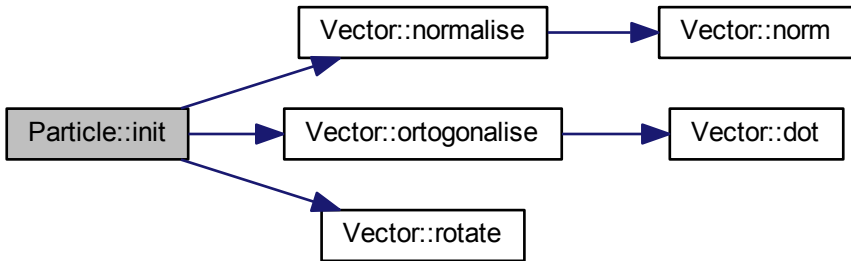 Vector::normalise
Vector::norm
Particle::init
Vector::ortogonalise
Vector::dot
Vector::rotate